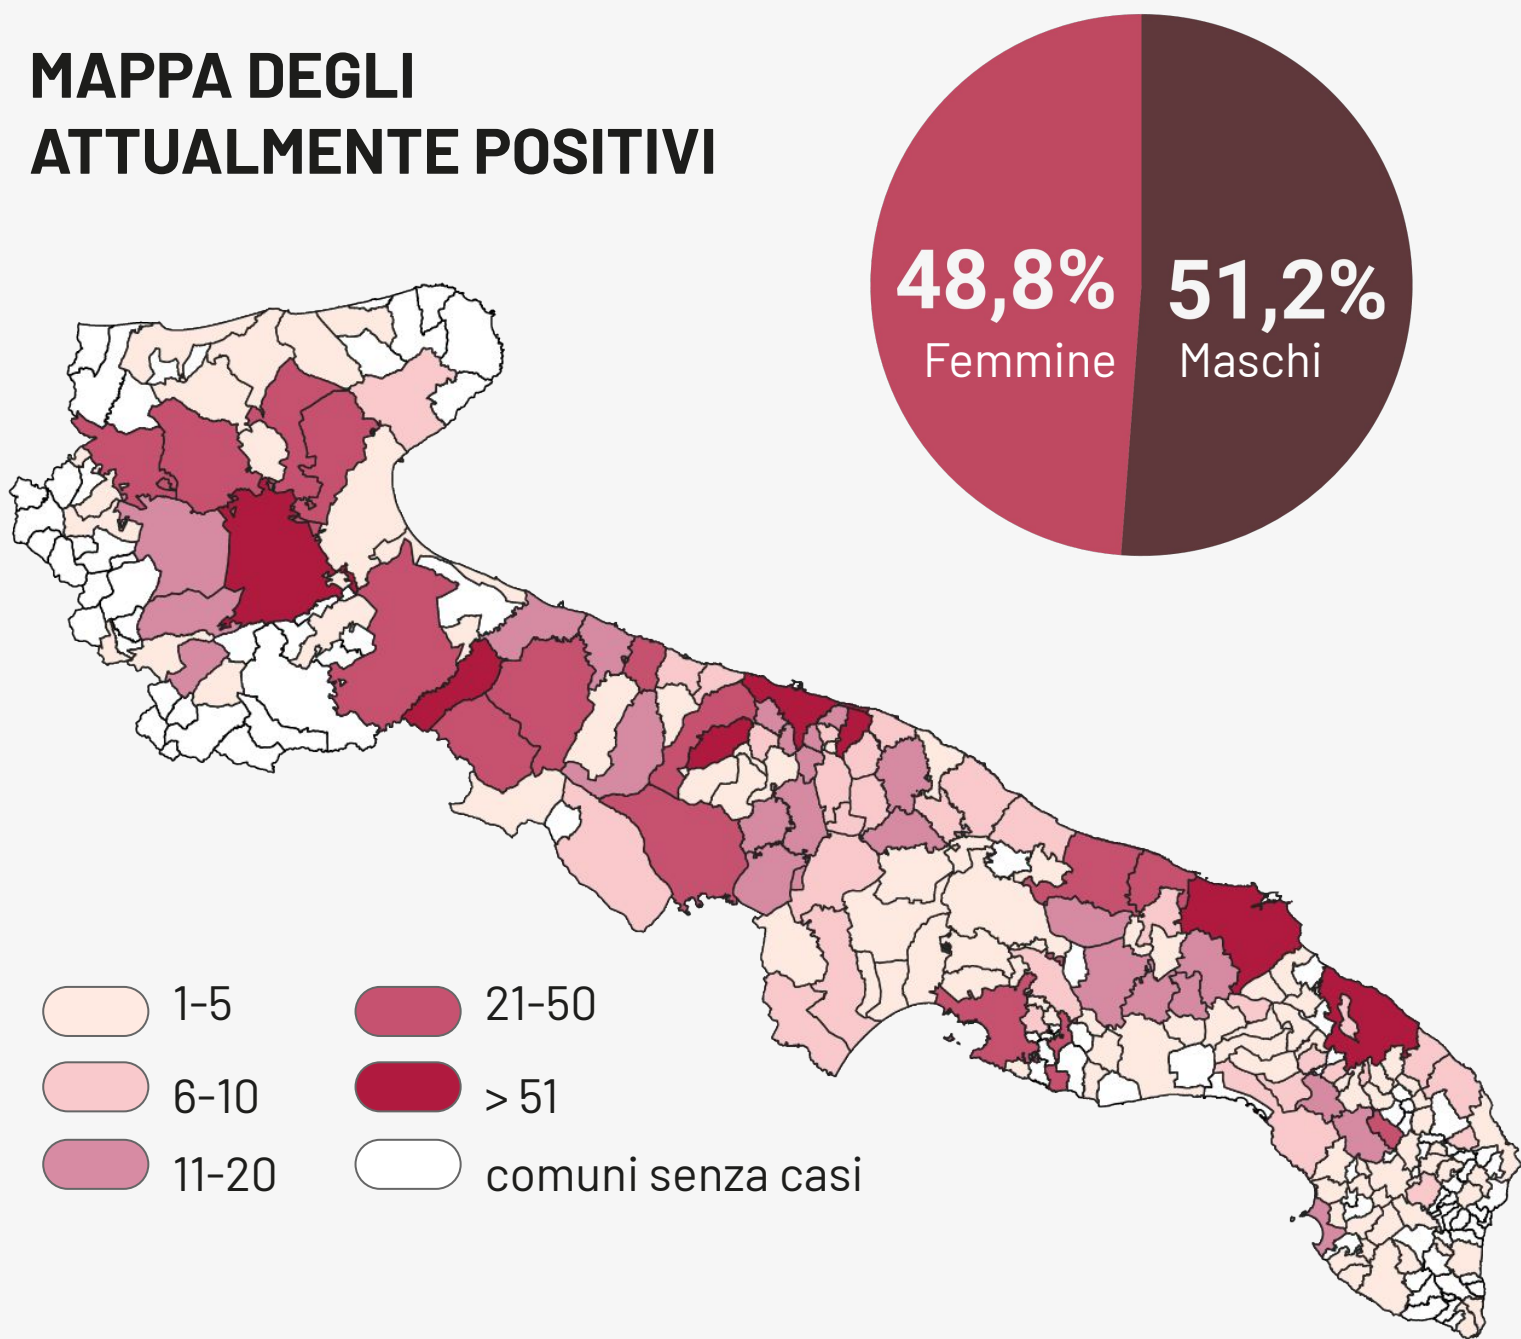 MAPPA DEGLI
ATTUALMENTE POSITIVI
48,8%
Femmine
51,2%
Maschi
1-5
6-10
11-20
21-50
> 51
comuni senza casi